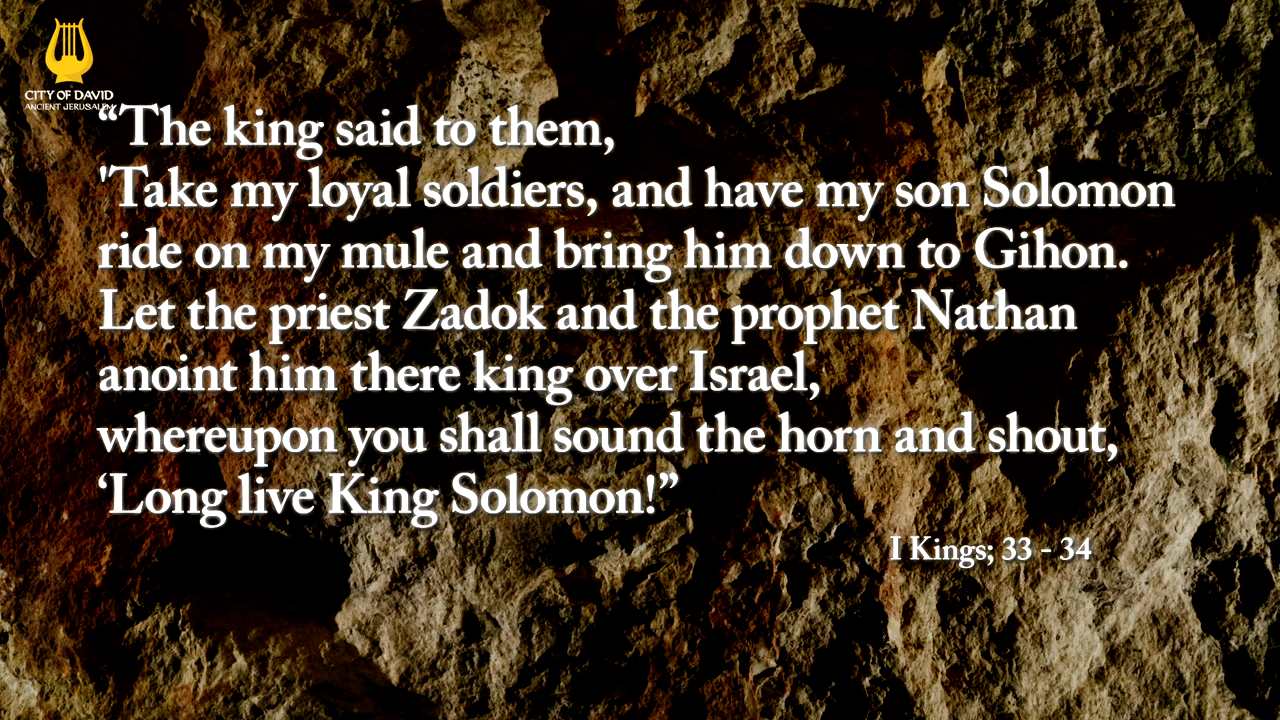 CITY OF DAVID
ANCIENT JERUSALEM
“The king said to them,
'Take my loyal soldiers, and have my son Solomon
ride on my mule and bring him down to Gihon.
Let the priest Zadok and the prophet Nathan
anoint him there king over Israel,
whereupon you shall sound the horn and shout,
‘Long live King Solomon!”
I Kings; 33 - 34